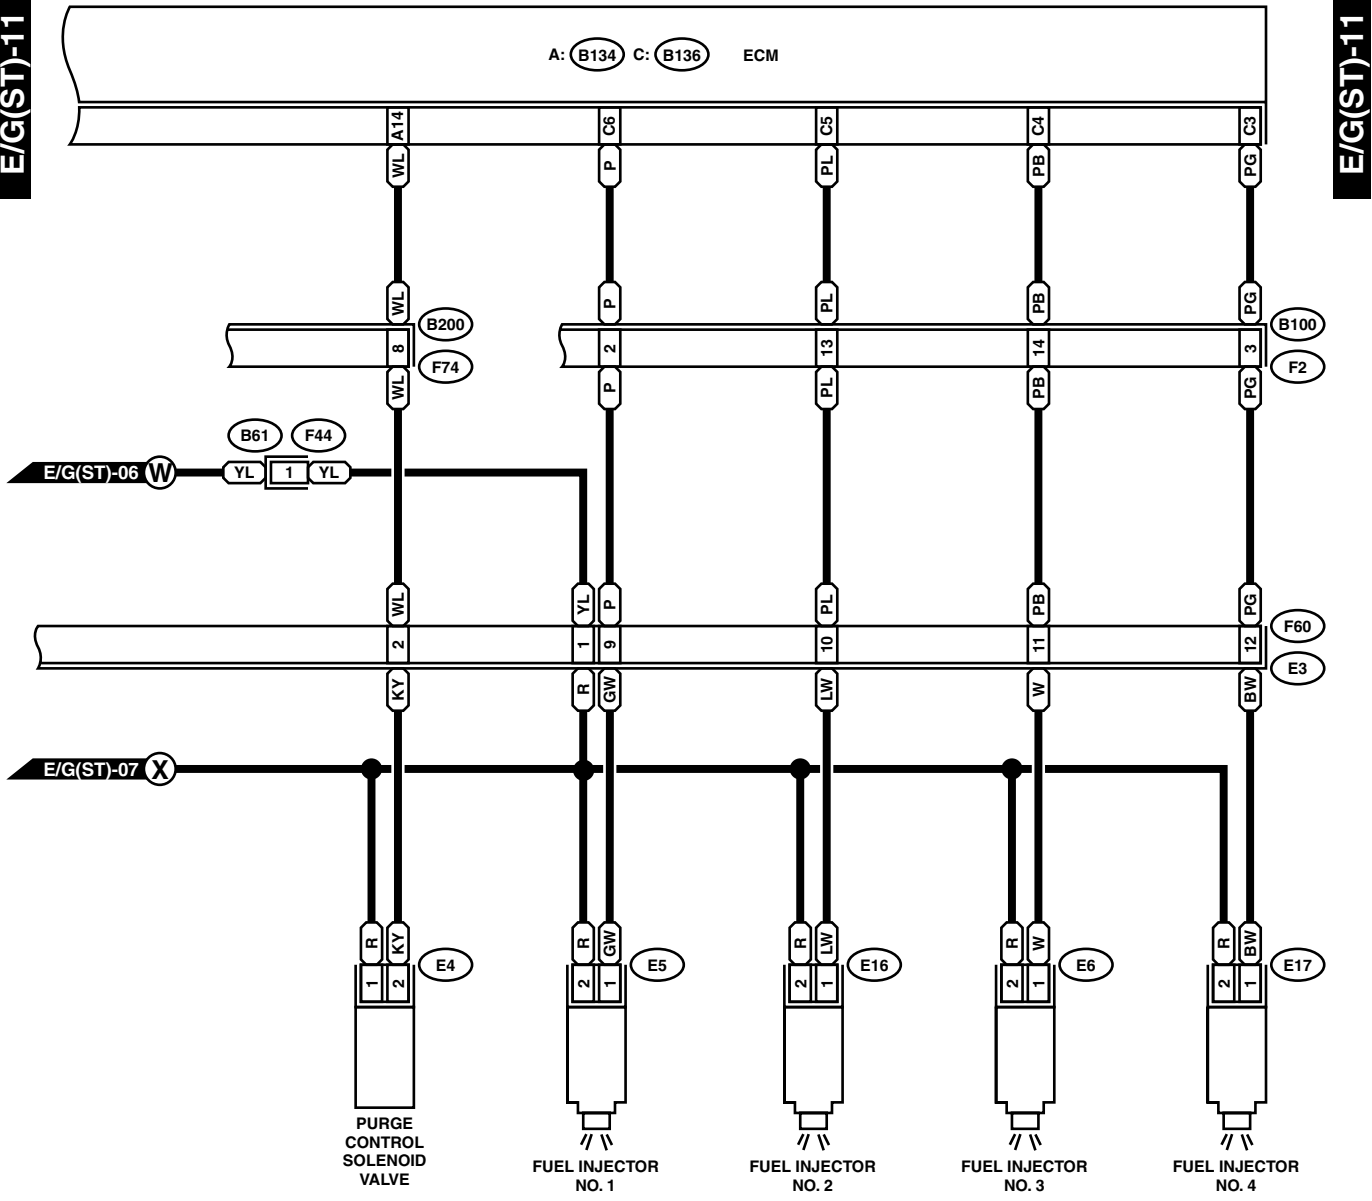 E/G(ST)-11
E/G(ST)-11
A: B134 C: B136 ECM
A14 C6 C5 C4 C3
WL P PL PB PG
WL P PL PB PG
B200 B100
8 2 13 14 3
F74 F2
WL P PL PB PG
B61 F44
E/G(ST)-06 W YL 1 YL
WL YL P PL PB PG
F60
2 1 9 10 11 12
E3
KY R GW LW W BW
E/G(ST)-07 X
R KY R GW R LW R W R BW
E4 E5 E16 E6 E17
1 2 2 1 2 1 2 1 2 1
PURGE
CONTROL
SOLENOID
VALVE
FUEL INJECTOR
NO. 1
FUEL INJECTOR
NO. 2
FUEL INJECTOR
NO. 3
FUEL INJECTOR
NO. 4